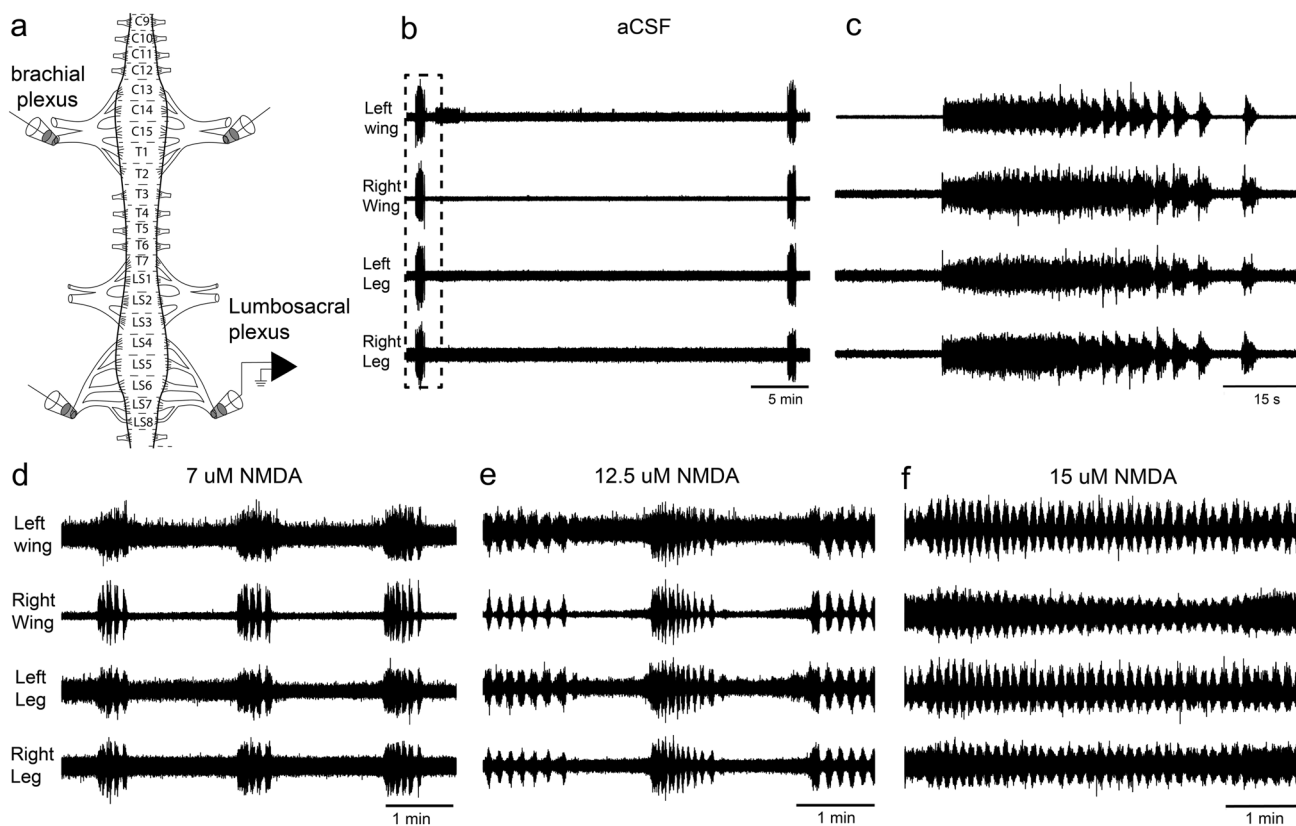 a
b
aCSF
c
C9
C10
C11
C12
C13
C14
C15
T1
T2
T3
T4
T5
T6
T7
LS1
LS2
LS3
LS4
LS5
LS6
LS7
LS8
brachial
plexus
Lumbosacral
plexus
Left
wing
Right
Wing
Left
Leg
Right
Leg
5 min
15 s
d
7 uM NMDA
e
12.5 uM NMDA
f
15 uM NMDA
Left
wing
Right
Wing
Left
Leg
Right
Leg
1 min
1 min
1 min